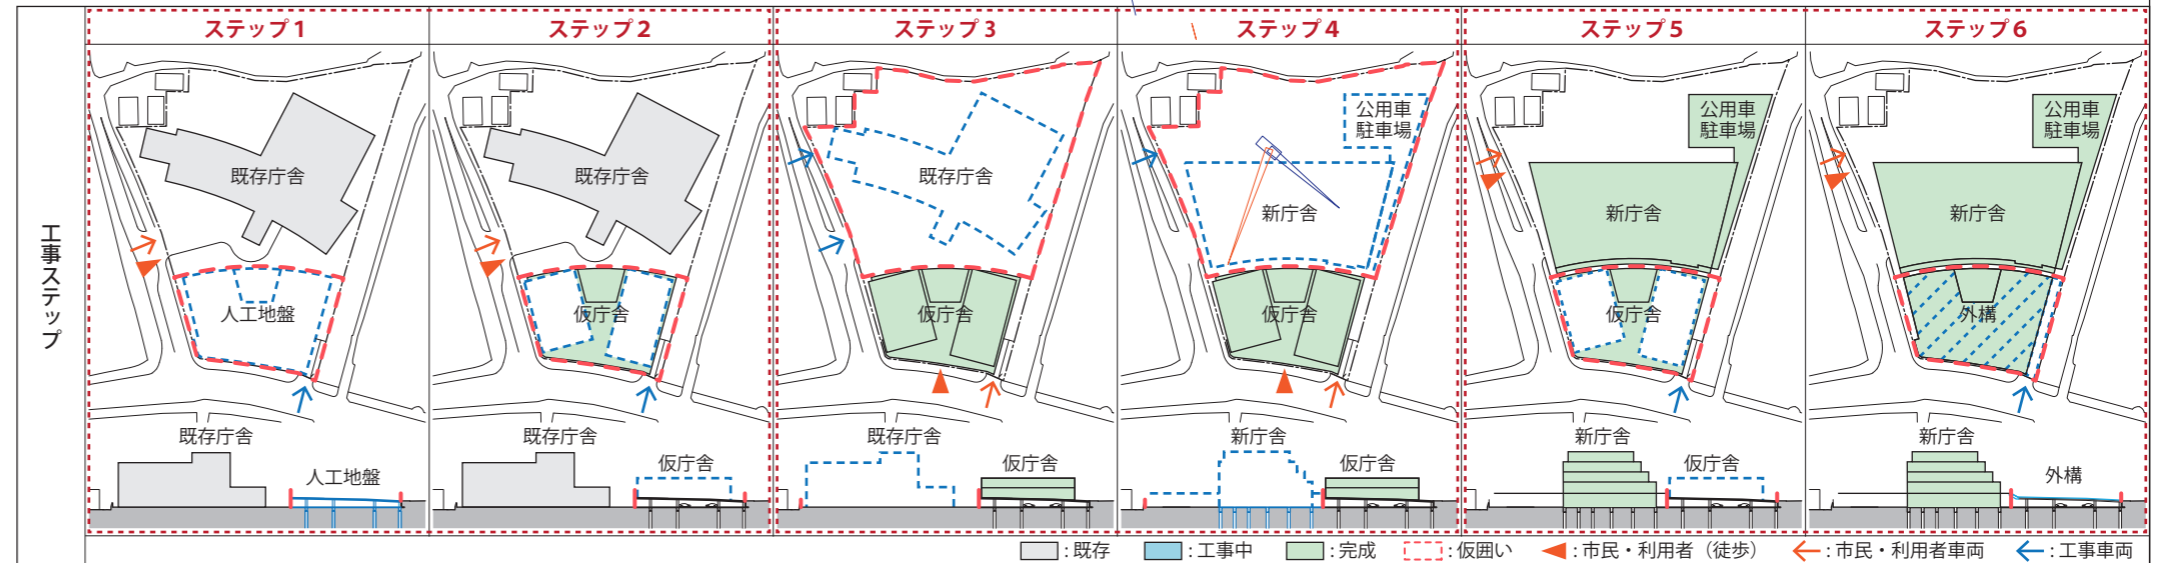 ステップ1
ステップ2
ステップ3
ステップ4
ステップ5
ステップ6
工事ステップ
既存庁舎
人工地盤
既存庁舎
人工地盤
既存庁舎
仮庁舎
既存庁舎
仮庁舎
既存庁舎
仮庁舎
既存庁舎
仮庁舎
公用車
駐車場
新庁舎
仮庁舎
新庁舎
仮庁舎
公用車
駐車場
新庁舎
仮庁舎
新庁舎
仮庁舎
公用車
駐車場
新庁舎
外構
新庁舎
外構
：既存
：工事中
：完成
：仮囲い
：市民・利用者（徒歩）
：市民・利用者車両
：工事車両